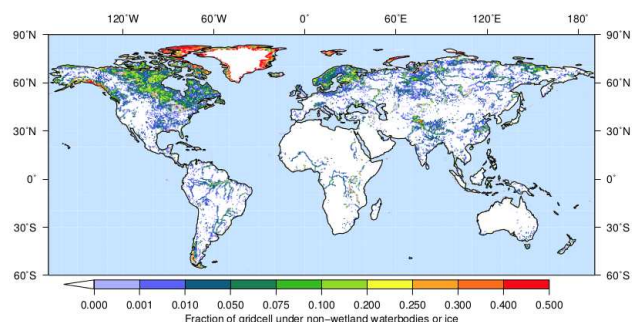 120°W 60°W 0° 60°E 120°E 180°
90°N 90°N
60°N 60°N
30°N 30°N
0° 0°
30°S 30°S
60°S 60°S
0.000 0.001 0.010 0.050 0.075 0.100 0.200 0.250 0.300 0.400 0.500
Fraction of gridcell under non-wetland waterbodies or ice